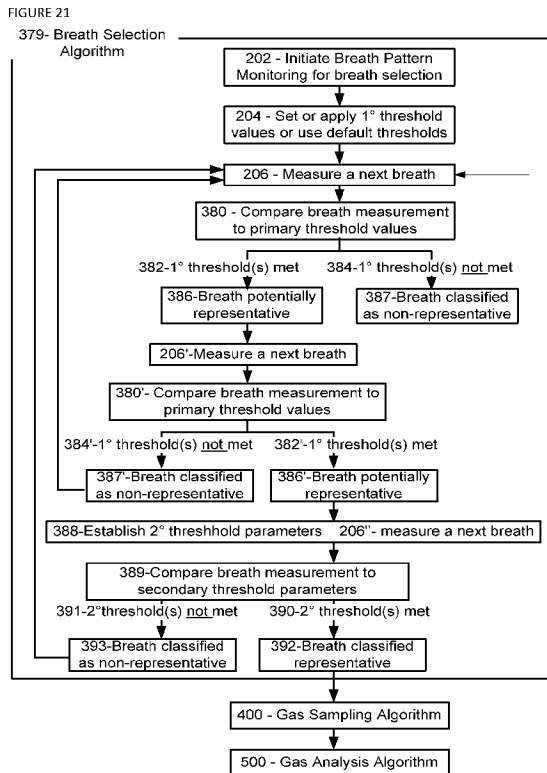 FIGURE 21
379- Breath Selection
Algorithm
202 - Initiate Breath Pattern
Monitoring for breath selection
204 - Set or apply 1° threshold
values or use default thresholds
206 - Measure a next breath
380 - Compare breath measurement
to primary threshold values
382-1° threshold(s) met
384-1° threshold(s) not met
386-Breath potentially
representative
387-Breath classified
as non-representative
206'-Measure a next breath
380'- Compare breath measurement to
primary threshold values
384'-1° threshold(s) not met
382'-1° threshold(s) met
387'-Breath classified
as non-representative
386'-Breath potentially
representative
388-Establish 2° threshhold parameters 206''- measure a next breath
389-Compare breath measurement to
secondary threshold parameters
391-2°threshold(s) not met
390-2° threshold(s) met
393-Breath classified
as non-representative
392-Breath classified
representative
400 - Gas Sampling Algorithm
500 - Gas Analysis Algorithm